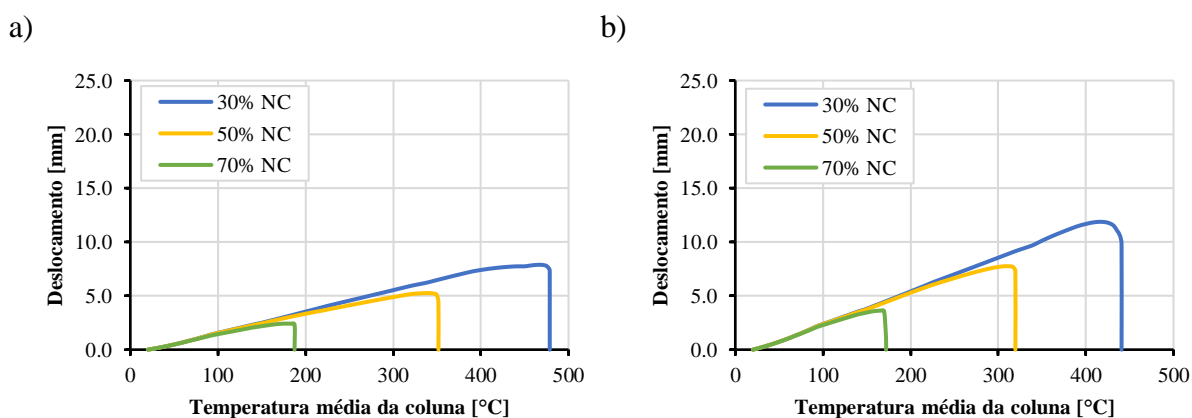 a)
25.0
20.0
15.0
10.0
5.0
0.0
Deslocamento [mm]
30% NC
50% NC
70% NC
0 100 200 300 400 500
Temperatura média da coluna [°C]
b)
25.0
20.0
15.0
10.0
5.0
0.0
Deslocamento [mm]
30% NC
50% NC
70% NC
0 100 200 300 400 500
Temperatura média da coluna [°C]